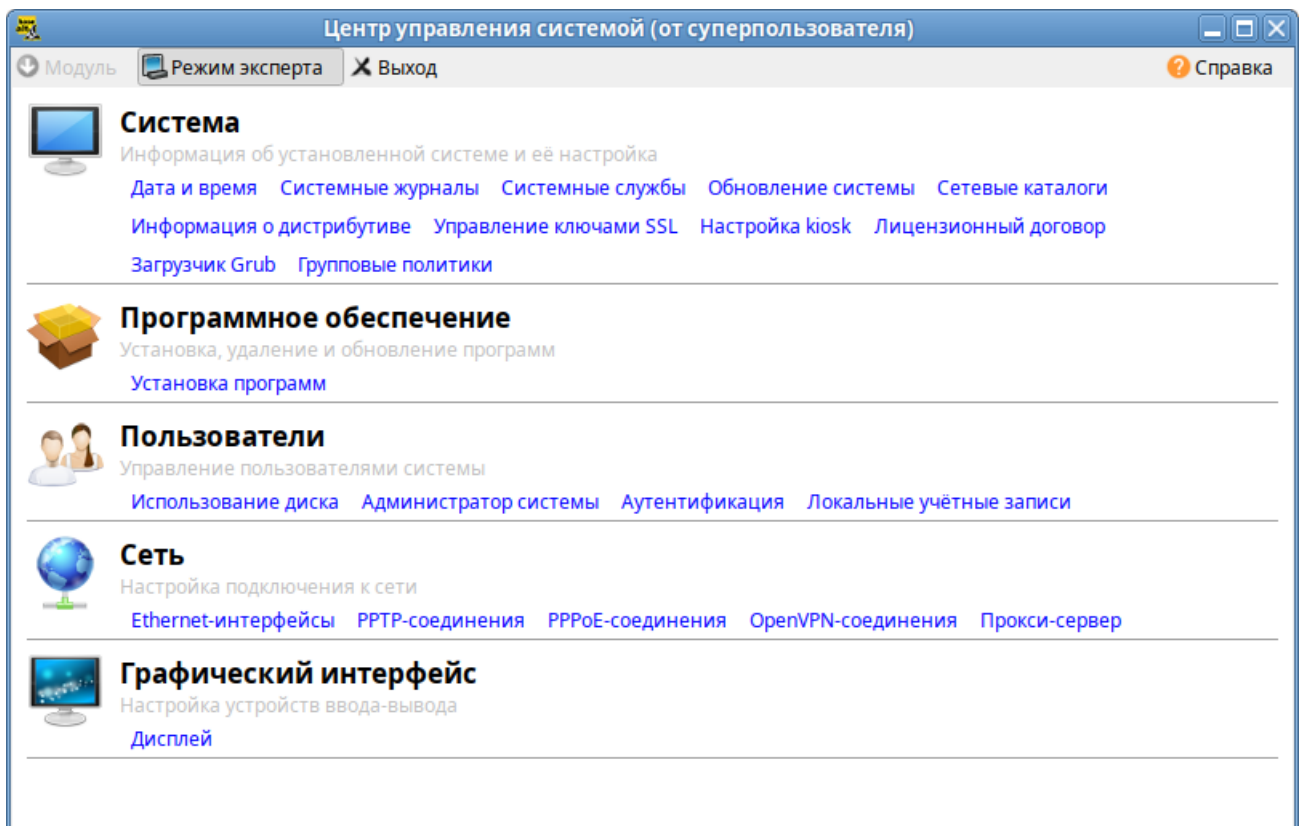 Центр управления системой (от суперпользователя)
Модуль Режим эксперта Выход Справка
Система
Информация об установленной системе и её настройка
Дата и время Системные журналы Системные службы Обновление системы Сетевые каталоги
Информация о дистрибутиве Управление ключами SSL Настройка kiosk Лицензионный договор
Загрузчик Grub Групповые политики
Программное обеспечение
Установка, удаление и обновление программ
Установка программ
Пользователи
Управление пользователями системы
Использование диска Администратор системы Аутентификация Локальные учётные записи
Сеть
Настройка подключения к сети
Ethernet-интерфейсы PPTP-соединения PPPoE-соединения OpenVPN-соединения Прокси-сервер
Графический интерфейс
Настройка устройств ввода-вывода
Дисплей